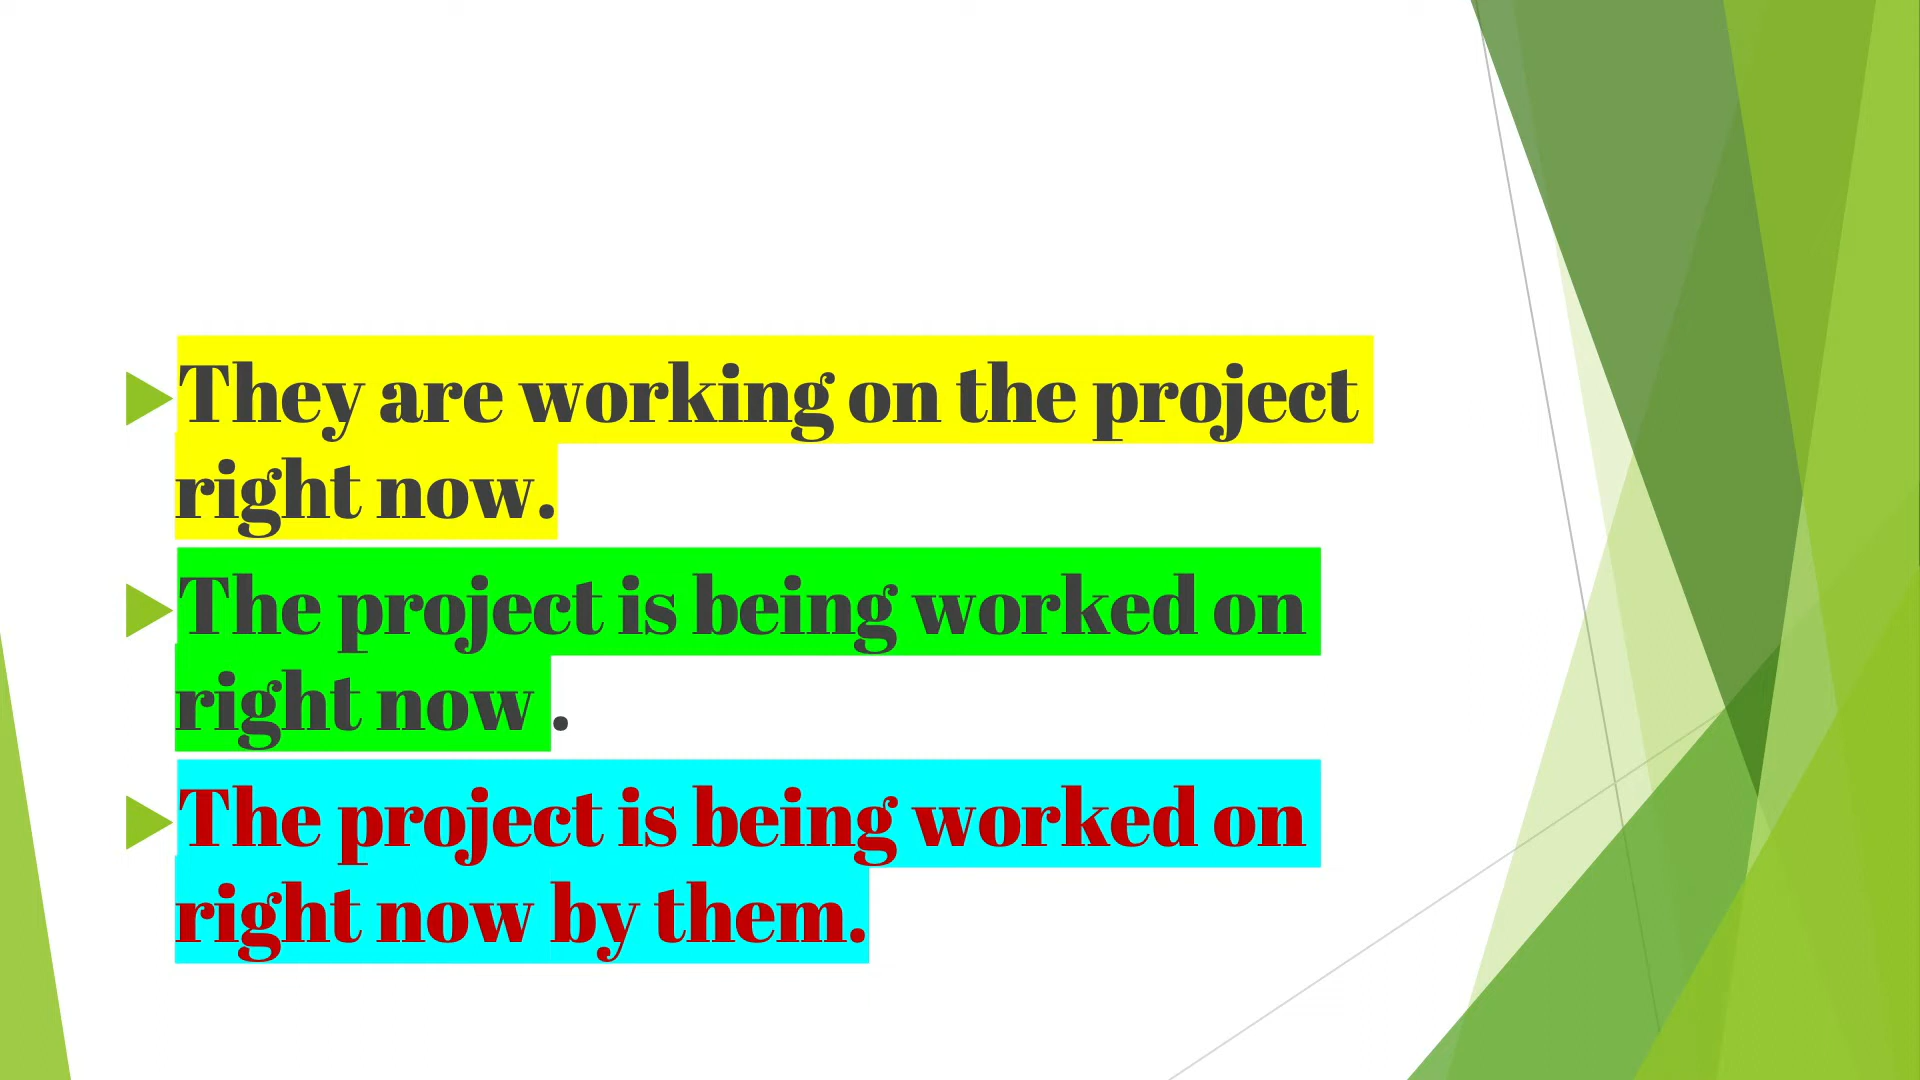 They are working on the project
right now.
The project is being worked on
right now .
The project is being worked on
right now by them.